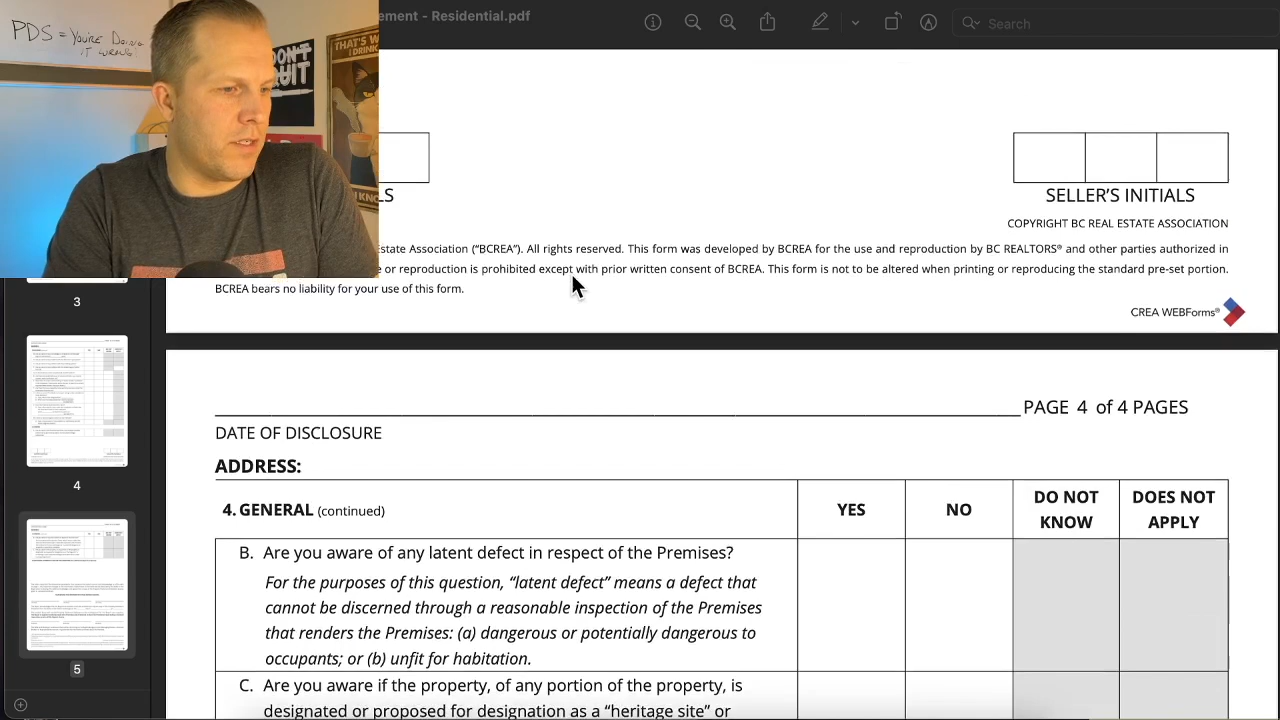 PDS = YOU'RE DOING
IT WRONG!
DON'T
QUIT
THAT'S W
I DRINK
KNO
ement - Residential.pdf
Search
LS
SELLER'S INITIALS
COPYRIGHT BC REAL ESTATE ASSOCIATION
Estate Association ("BCREA"). All rights reserved. This form was developed by BCREA for the use and reproduction by BC REALTORS® and other parties authorized in
e or reproduction is prohibited except with prior written consent of BCREA. This form is not to be altered when printing or reproducing the standard pre-set portion.
BCREA bears no liability for your use of this form.
CREA WEBForms®
3
4
5
PAGE 4 of 4 PAGES
DATE OF DISCLOSURE
ADDRESS:
4. GENERAL (continued) YES NO DO NOT KNOW DOES NOT APPLY
B. Are you aware of any latent defect in respect of the Premises?
For the purposes of this question, "latent defect" means a defect that
cannot be discerned through a reasonable inspection of the Premises
that renders the Premises: (a) dangerous or potentially dangerous to
occupants; or (b) unfit for habitation.
C. Are you aware if the property, of any portion of the property, is
designated or proposed for designation as a "heritage site" or